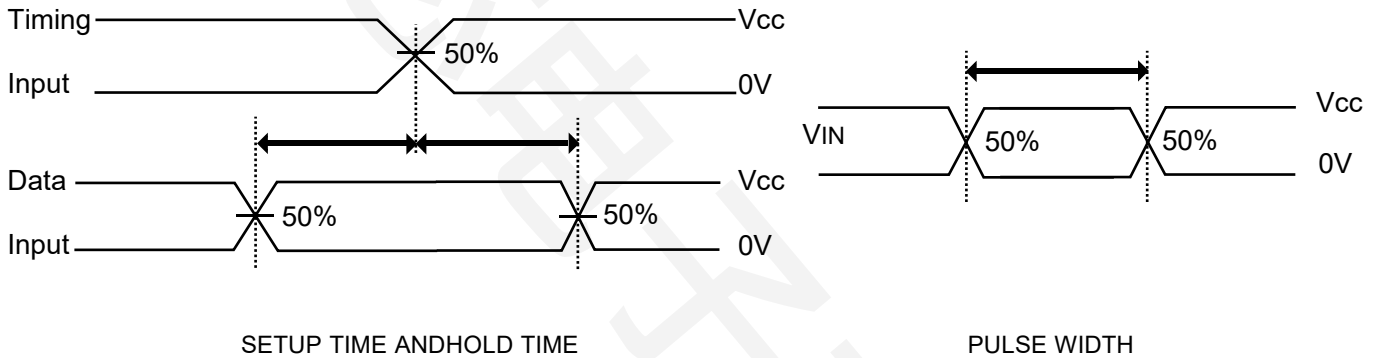 Timing
Vcc
50%
Input
0V
Data
Vcc
50%
50%
Input
0V
SETUP TIME ANDHOLD TIME
VIN
Vcc
50%
50%
0V
PULSE WIDTH